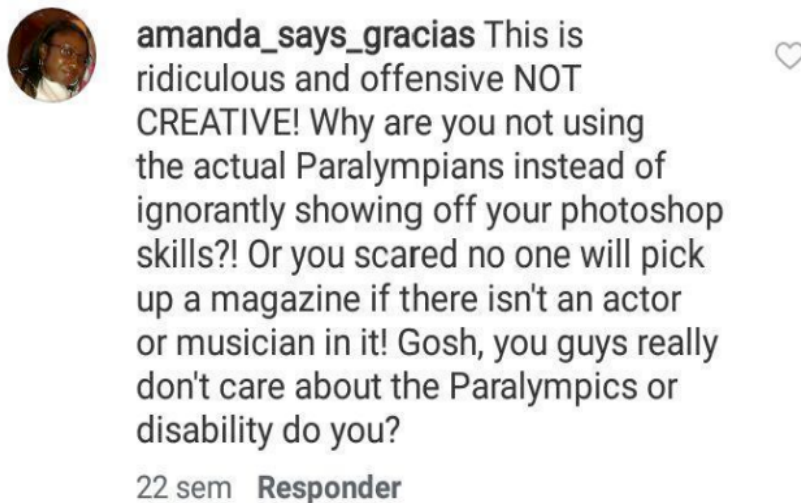 amanda_says_gracias This is
ridiculous and offensive NOT
CREATIVE! Why are you not using
the actual Paralympians instead of
ignorantly showing off your photoshop
skills?! Or you scared no one will pick
up a magazine if there isn't an actor
or musician in it! Gosh, you guys really
don't care about the Paralympics or
disability do you?
22 sem Responder